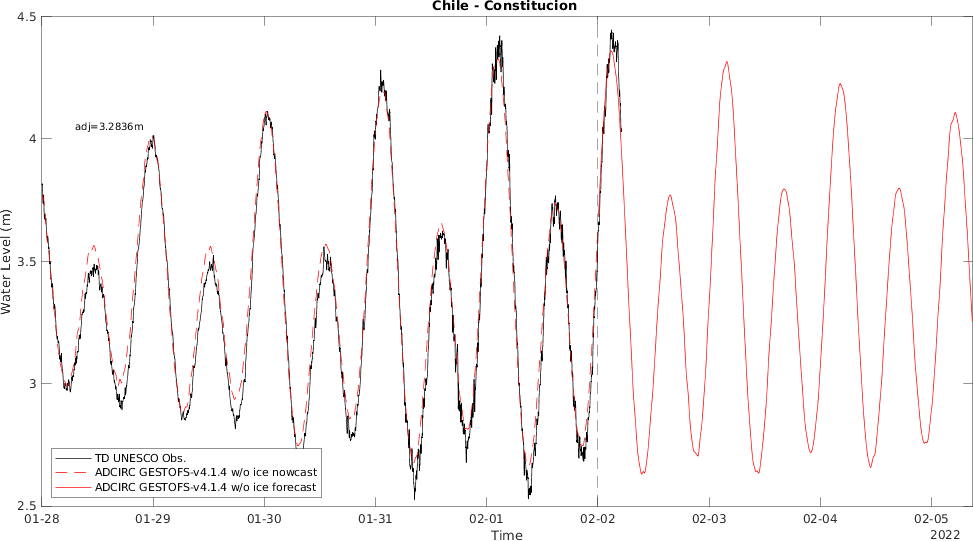 Chile - Constitucion
4.5
4
3.5
3
2.5
Water Level (m)
adj=3.2836m
TD UNESCO Obs.
ADCIRC GESTOFS-v4.1.4 w/o ice nowcast
ADCIRC GESTOFS-v4.1.4 w/o ice forecast
01-28 01-29 01-30 01-31 02-01 02-02 02-03 02-04 02-05
Time
2022